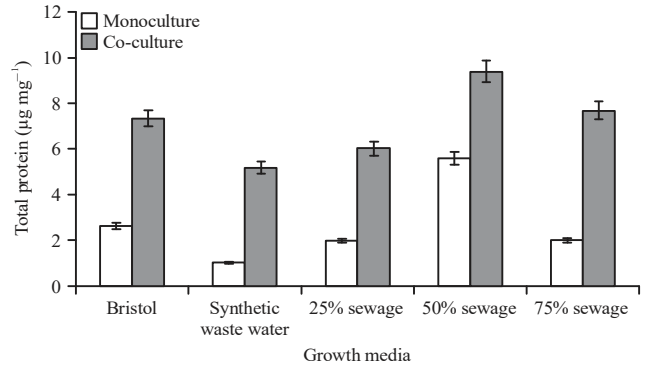 12
Monoculture
Co-culture
10
8
6
4
2
0
Total protein (µg mg⁻¹)
Bristol
Synthetic
waste water
25% sewage
50% sewage
75% sewage
Growth media